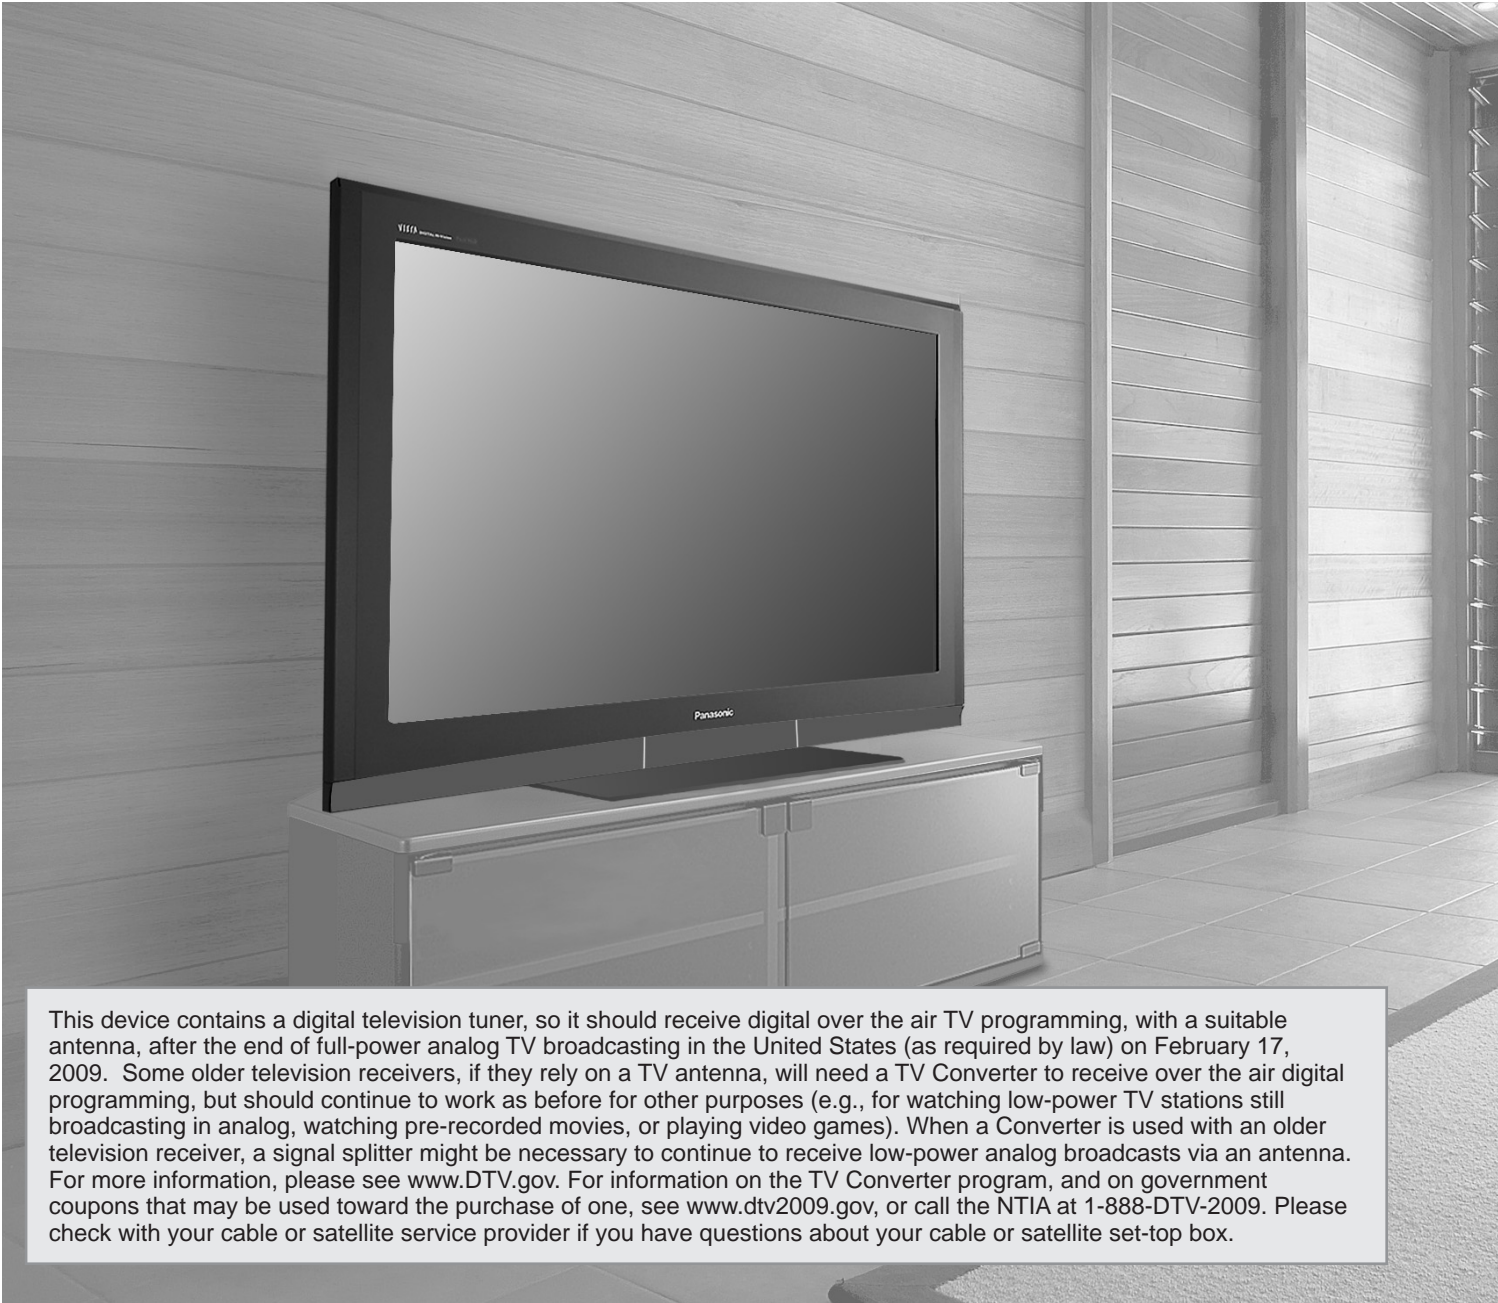 VIERA
Panasonic
This device contains a digital television tuner, so it should receive digital over the air TV programming, with a suitable
antenna, after the end of full-power analog TV broadcasting in the United States (as required by law) on February 17,
2009.  Some older television receivers, if they rely on a TV antenna, will need a TV Converter to receive over the air digital
programming, but should continue to work as before for other purposes (e.g., for watching low-power TV stations still
broadcasting in analog, watching pre-recorded movies, or playing video games). When a Converter is used with an older
television receiver, a signal splitter might be necessary to continue to receive low-power analog broadcasts via an antenna.
For more information, please see www.DTV.gov. For information on the TV Converter program, and on government
coupons that may be used toward the purchase of one, see www.dtv2009.gov, or call the NTIA at 1-888-DTV-2009. Please
check with your cable or satellite service provider if you have questions about your cable or satellite set-top box.